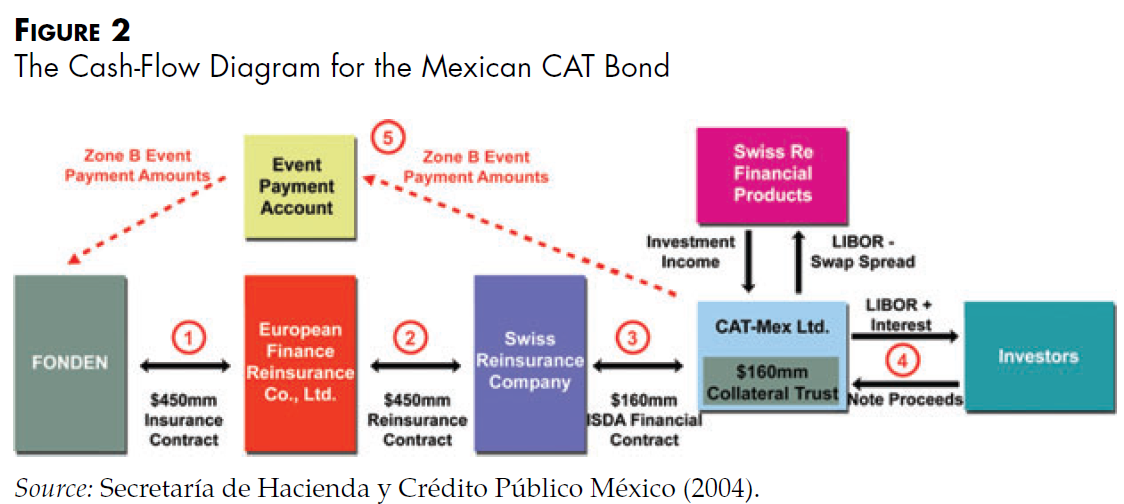 FIGURE 2
The Cash-Flow Diagram for the Mexican CAT Bond
5
Zone B Event
Payment Amounts
Event
Payment
Account
Zone B Event
Payment Amounts
Swiss Re
Financial
Products
Investment
Income
LIBOR -
Swap Spread
FONDEN
1
$450mm
Insurance
Contract
European
Finance
Reinsurance
Co., Ltd.
2
$450mm
Reinsurance
Contract
Swiss
Reinsurance
Company
3
$160mm
ISDA Financial
Contract
CAT-Mex Ltd.
$160mm
Collateral Trust
LIBOR +
Interest
4
Note Proceeds
Investors
Source: Secretaría de Hacienda y Crédito Público México (2004).